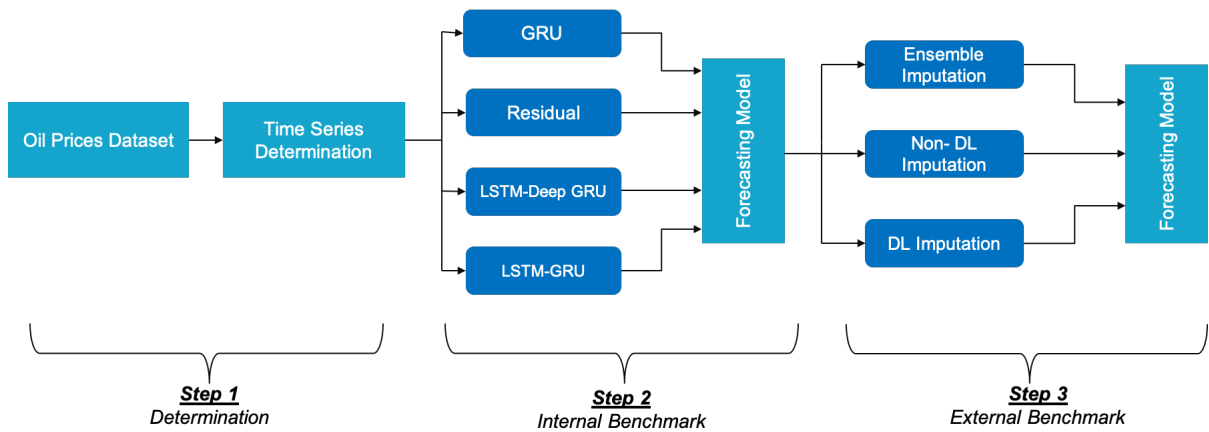 Oil Prices Dataset
Time Series
Determination
GRU
Residual
LSTM-Deep GRU
LSTM-GRU
Forecasting Model
Ensemble
Imputation
Non- DL
Imputation
DL Imputation
Forecasting Model
Step 1
Determination
Step 2
Internal Benchmark
Step 3
External Benchmark